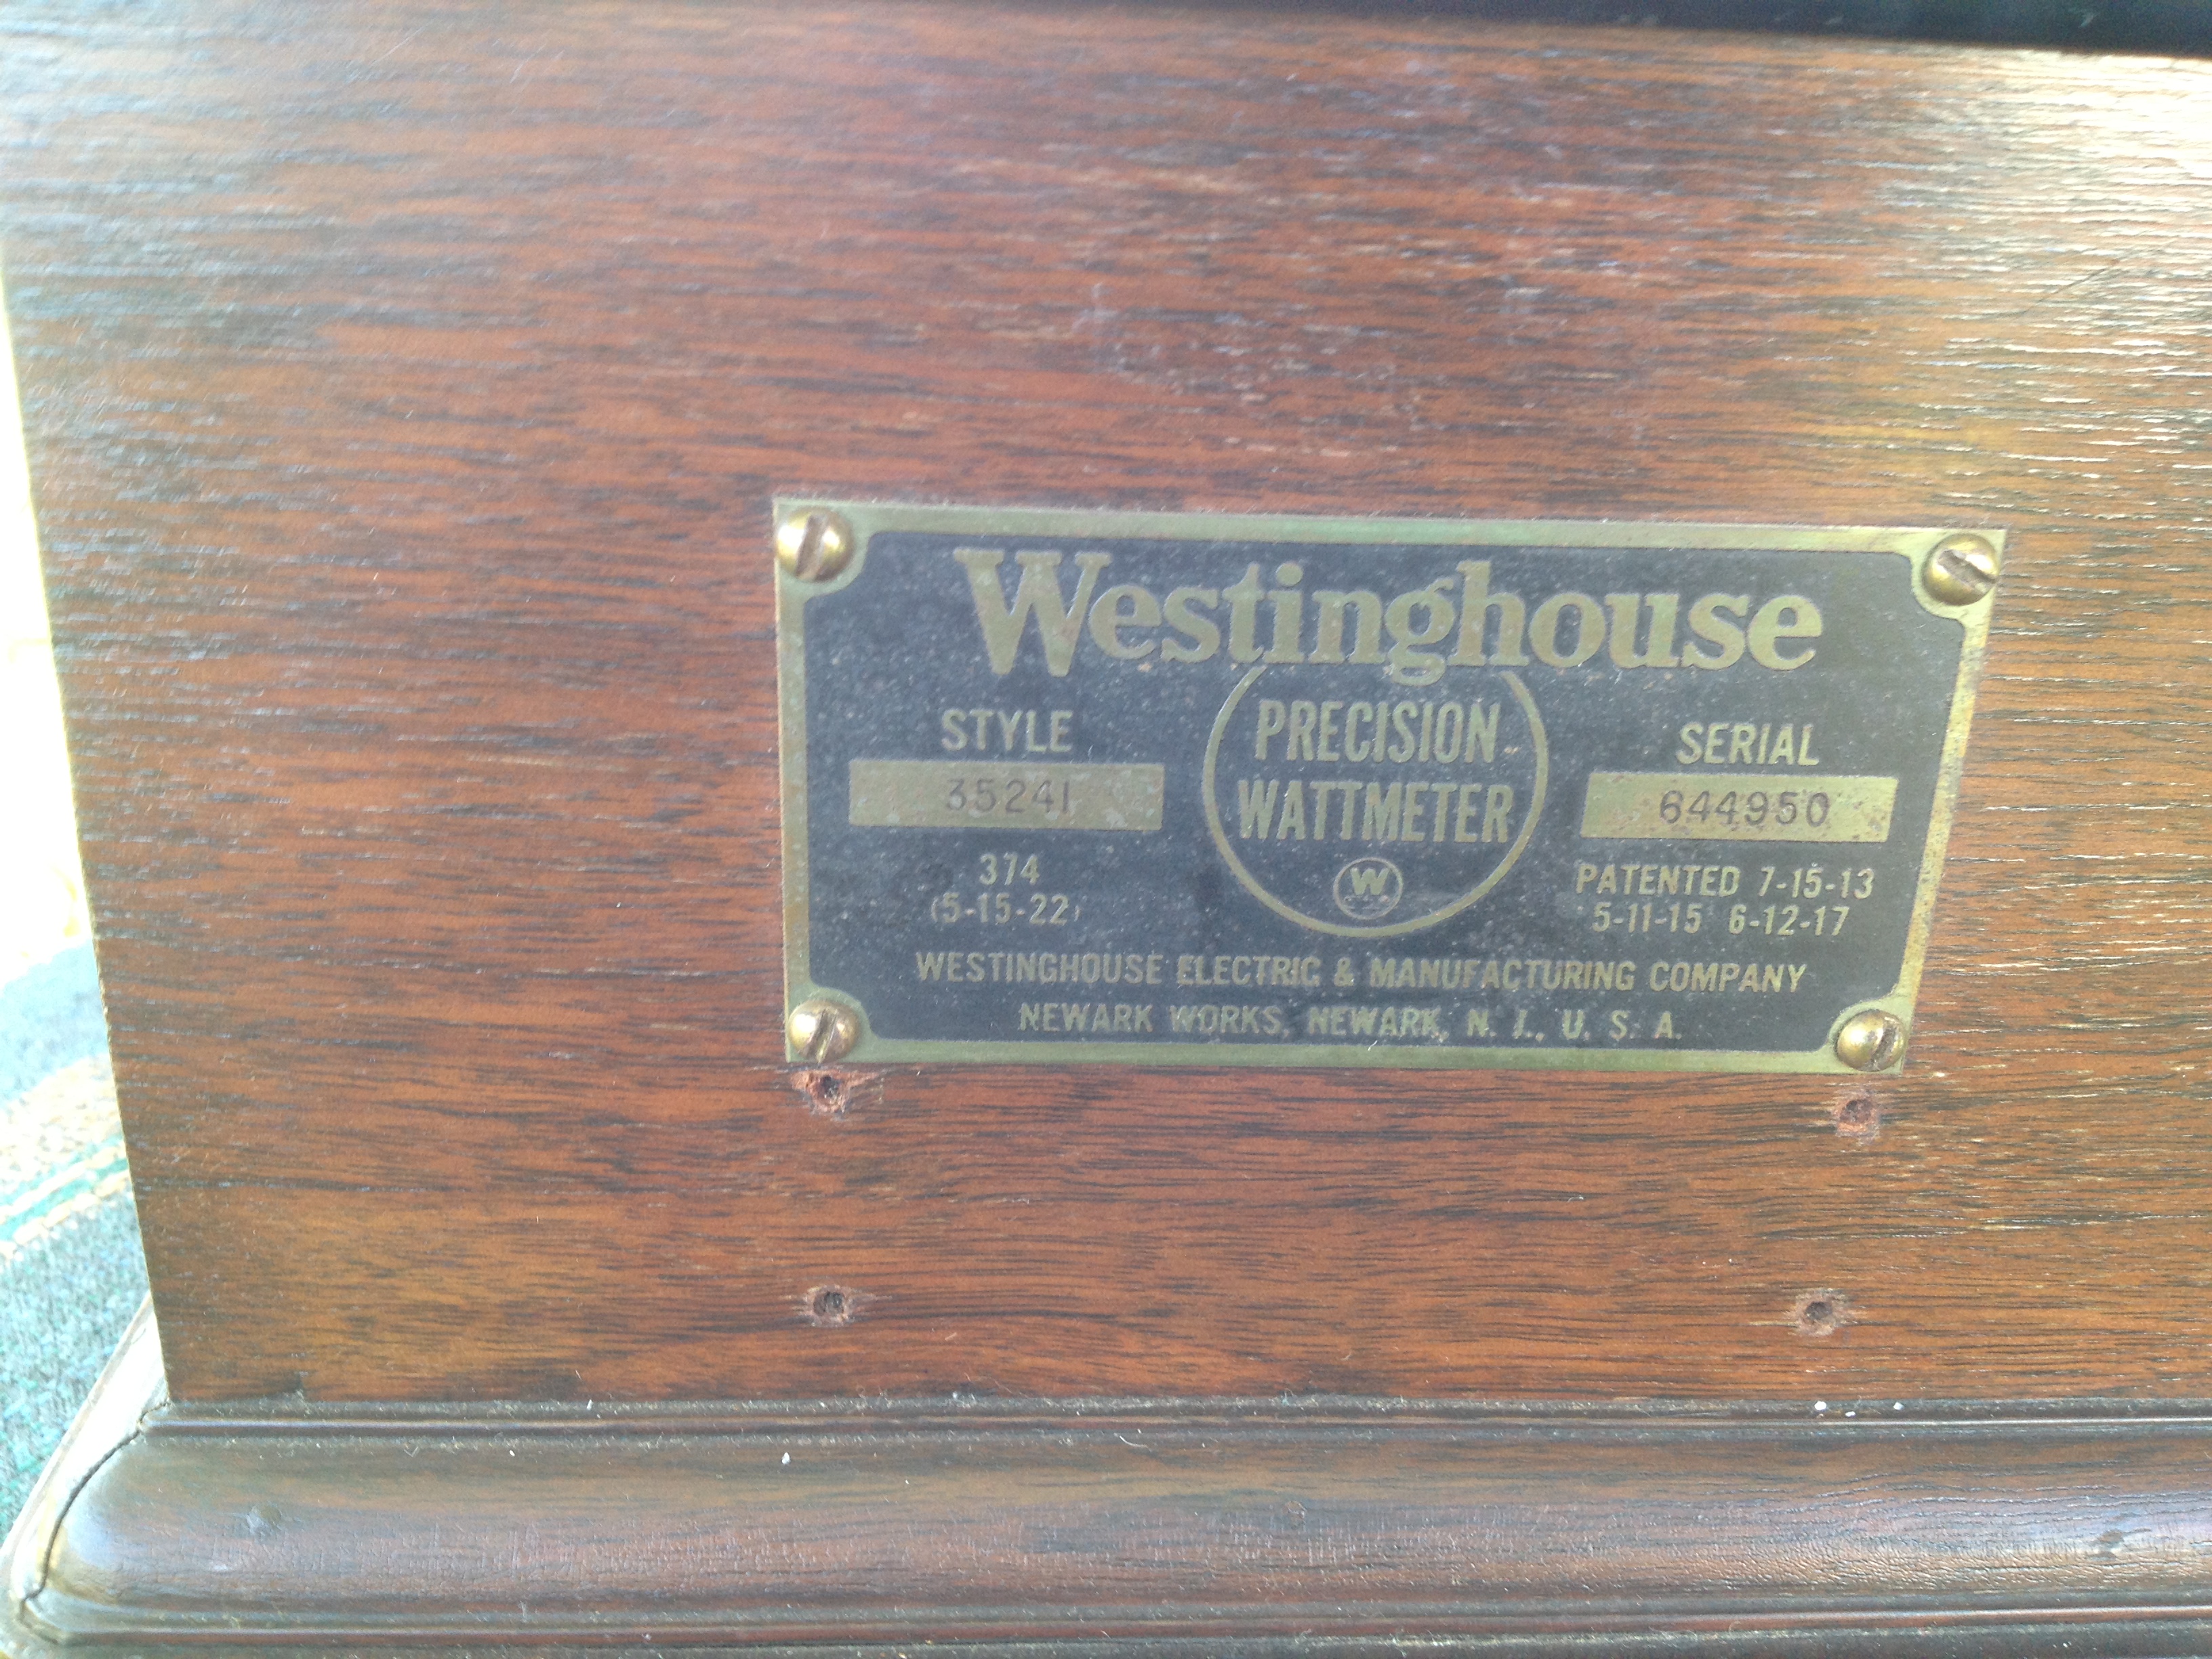 Westinghouse
STYLE
35241
374
(5-15-22)
PRECISION
WATTMETER
W
SERIAL
644950
PATENTED 7-15-13
5-11-15 6-12-17
WESTINGHOUSE ELECTRIC & MANUFACTURING COMPANY
NEWARK WORKS, NEWARK, N. J., U. S. A.